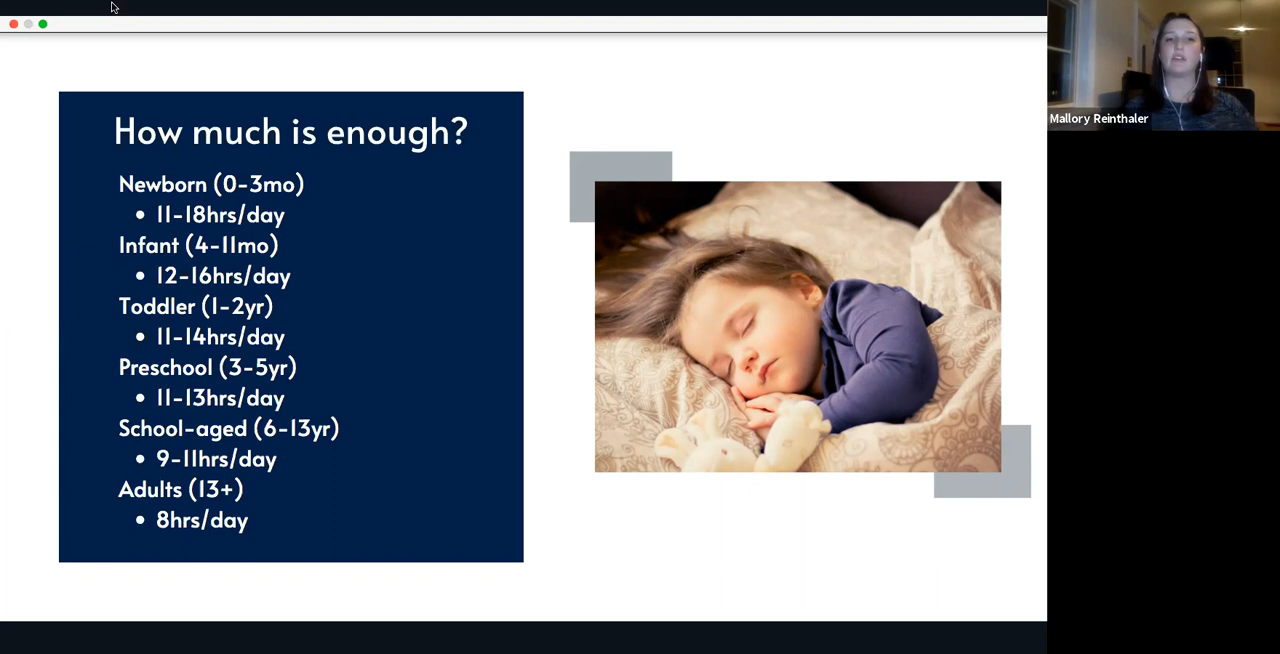 How much is enough?
Newborn (0-3mo)
• 11-18hrs/day
Infant (4-11mo)
• 12-16hrs/day
Toddler (1-2yr)
• 11-14hrs/day
Preschool (3-5yr)
• 11-13hrs/day
School-aged (6-13yr)
• 9-11hrs/day
Adults (13+)
• 8hrs/day
Mallory Reinthaler